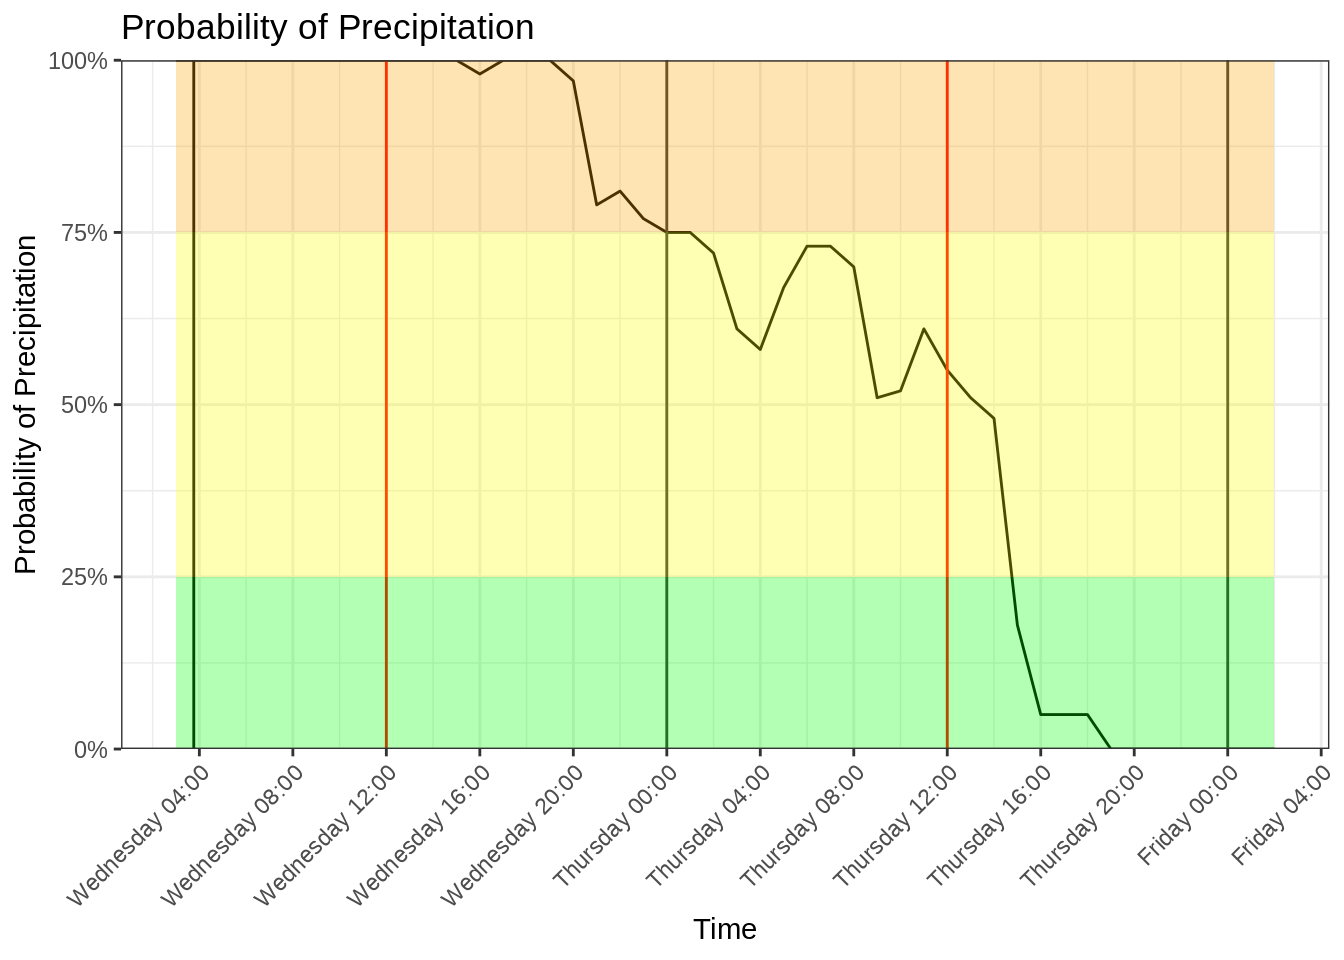 Probability of Precipitation
Probability of Precipitation
100%
75%
50%
25%
0%
Wednesday 04:00
Wednesday 08:00
Wednesday 12:00
Wednesday 16:00
Wednesday 20:00
Thursday 00:00
Thursday 04:00
Thursday 08:00
Thursday 12:00
Thursday 16:00
Thursday 20:00
Friday 00:00
Friday 04:00
Time